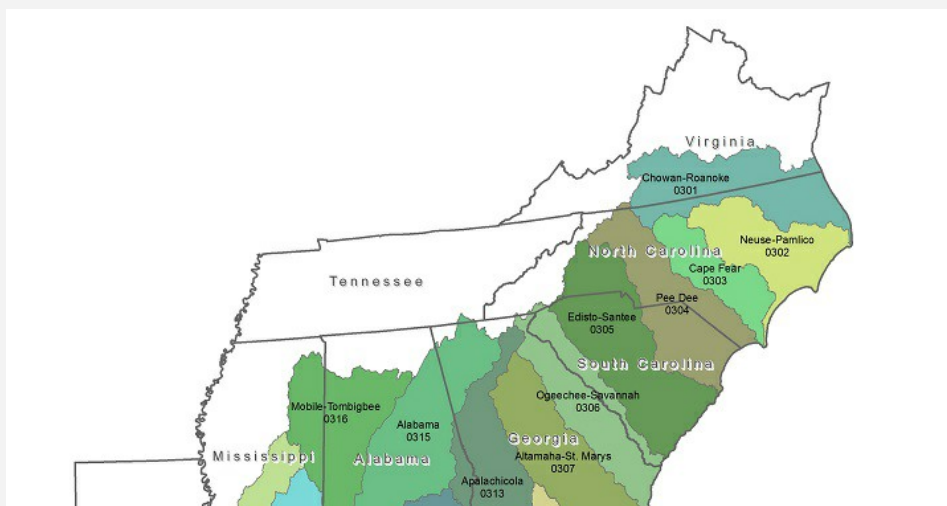 Virginia
Chowan-Roanoke
0301
Neuse-Pamlico
0302
North Carolina
Cape Fear
0303
Tennessee
Pee Dee
0304
Edisto-Santee
0305
South Carolina
Ogeechee-Savannah
0306
Mobile-Tombigbee
0316
Alabama
0315
Georgia
Mississippi
Alabama
Altamaha-St. Marys
0307
Apalachicola
0313